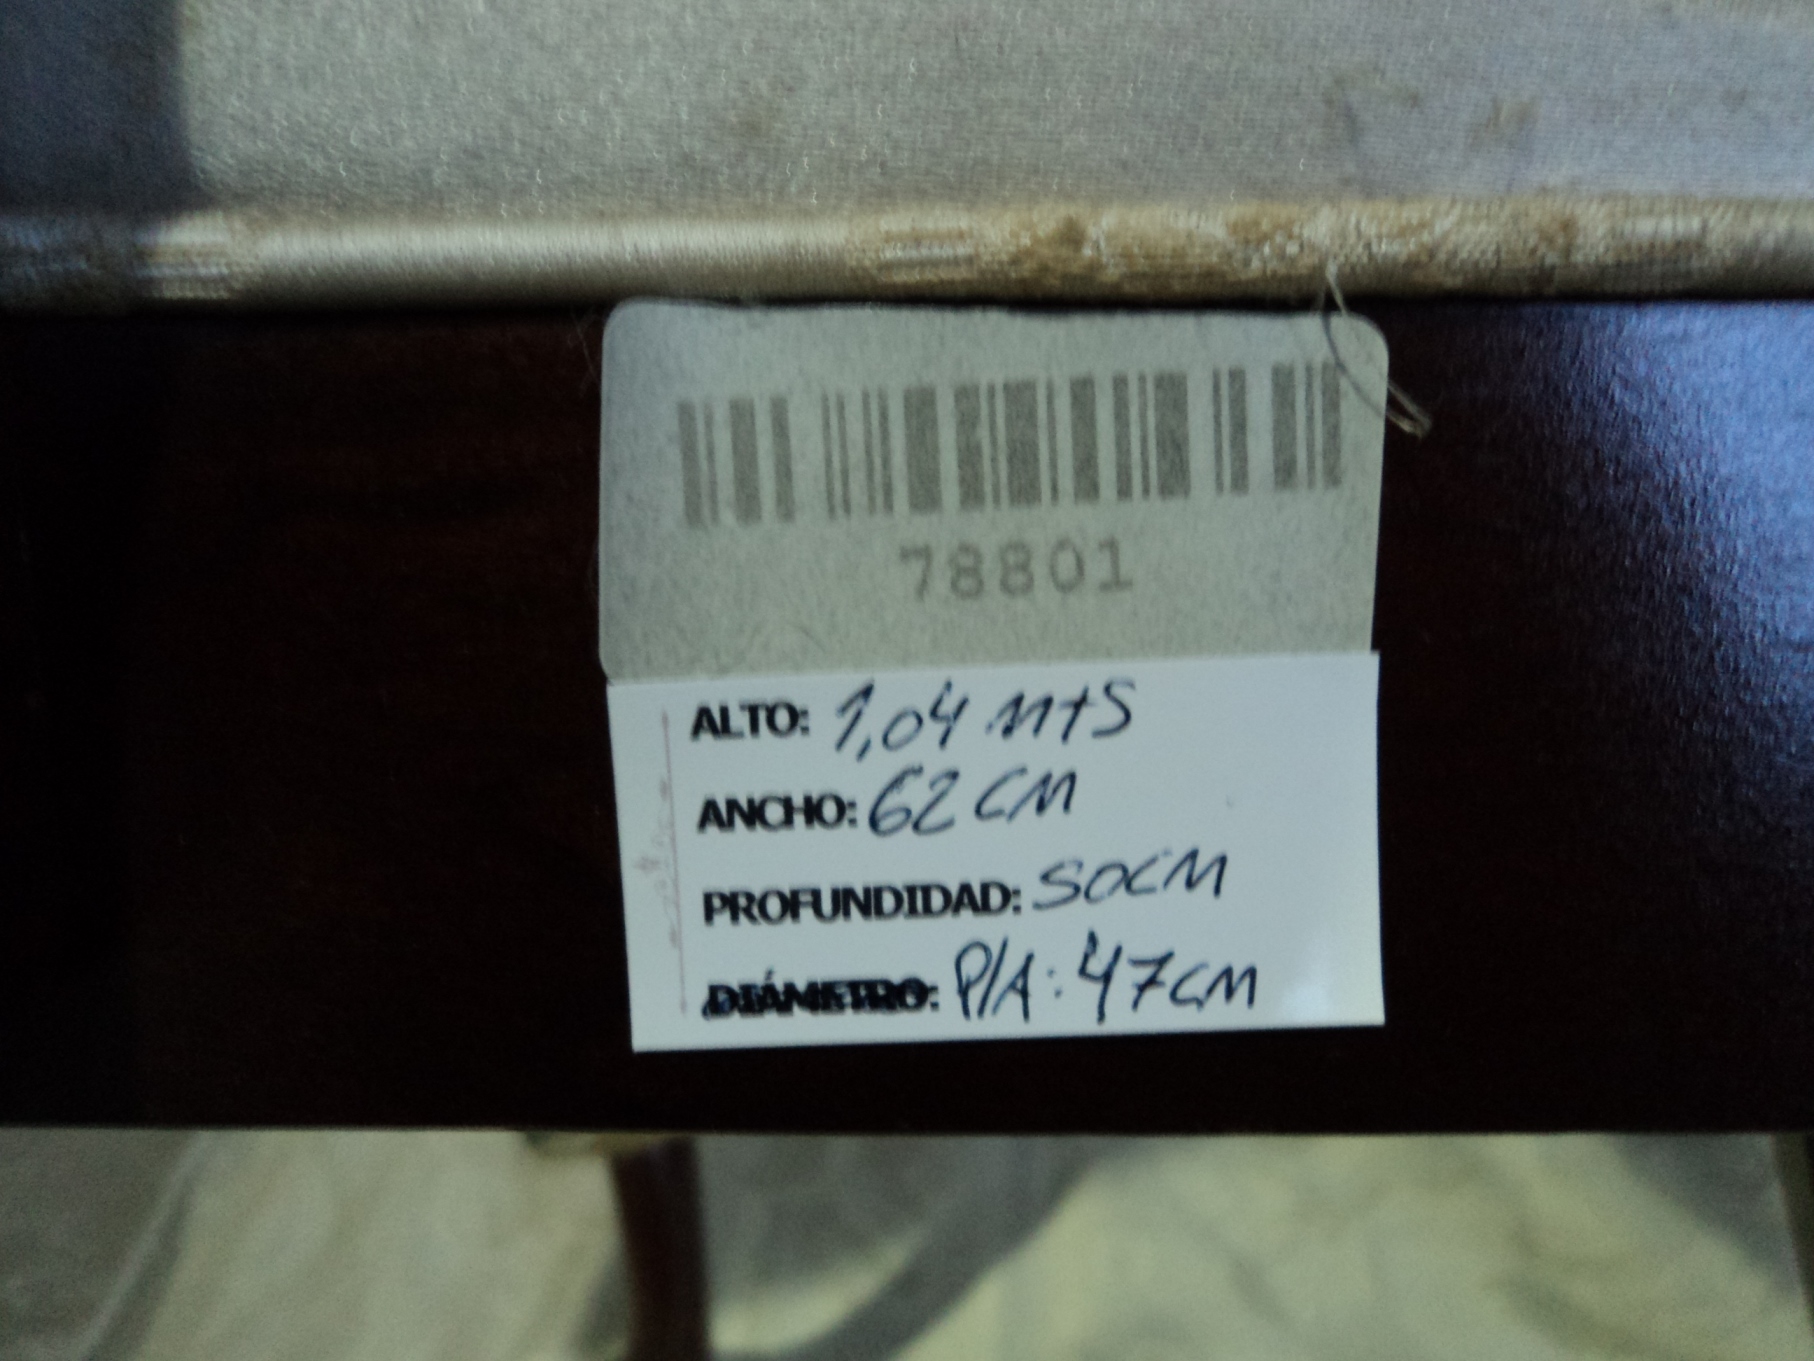 78801
ALTO: 1,04 MtS
ANCHO: 62 CM
PROFUNDIDAD: 50CM
DIÁMETRO: P/A: 47CM